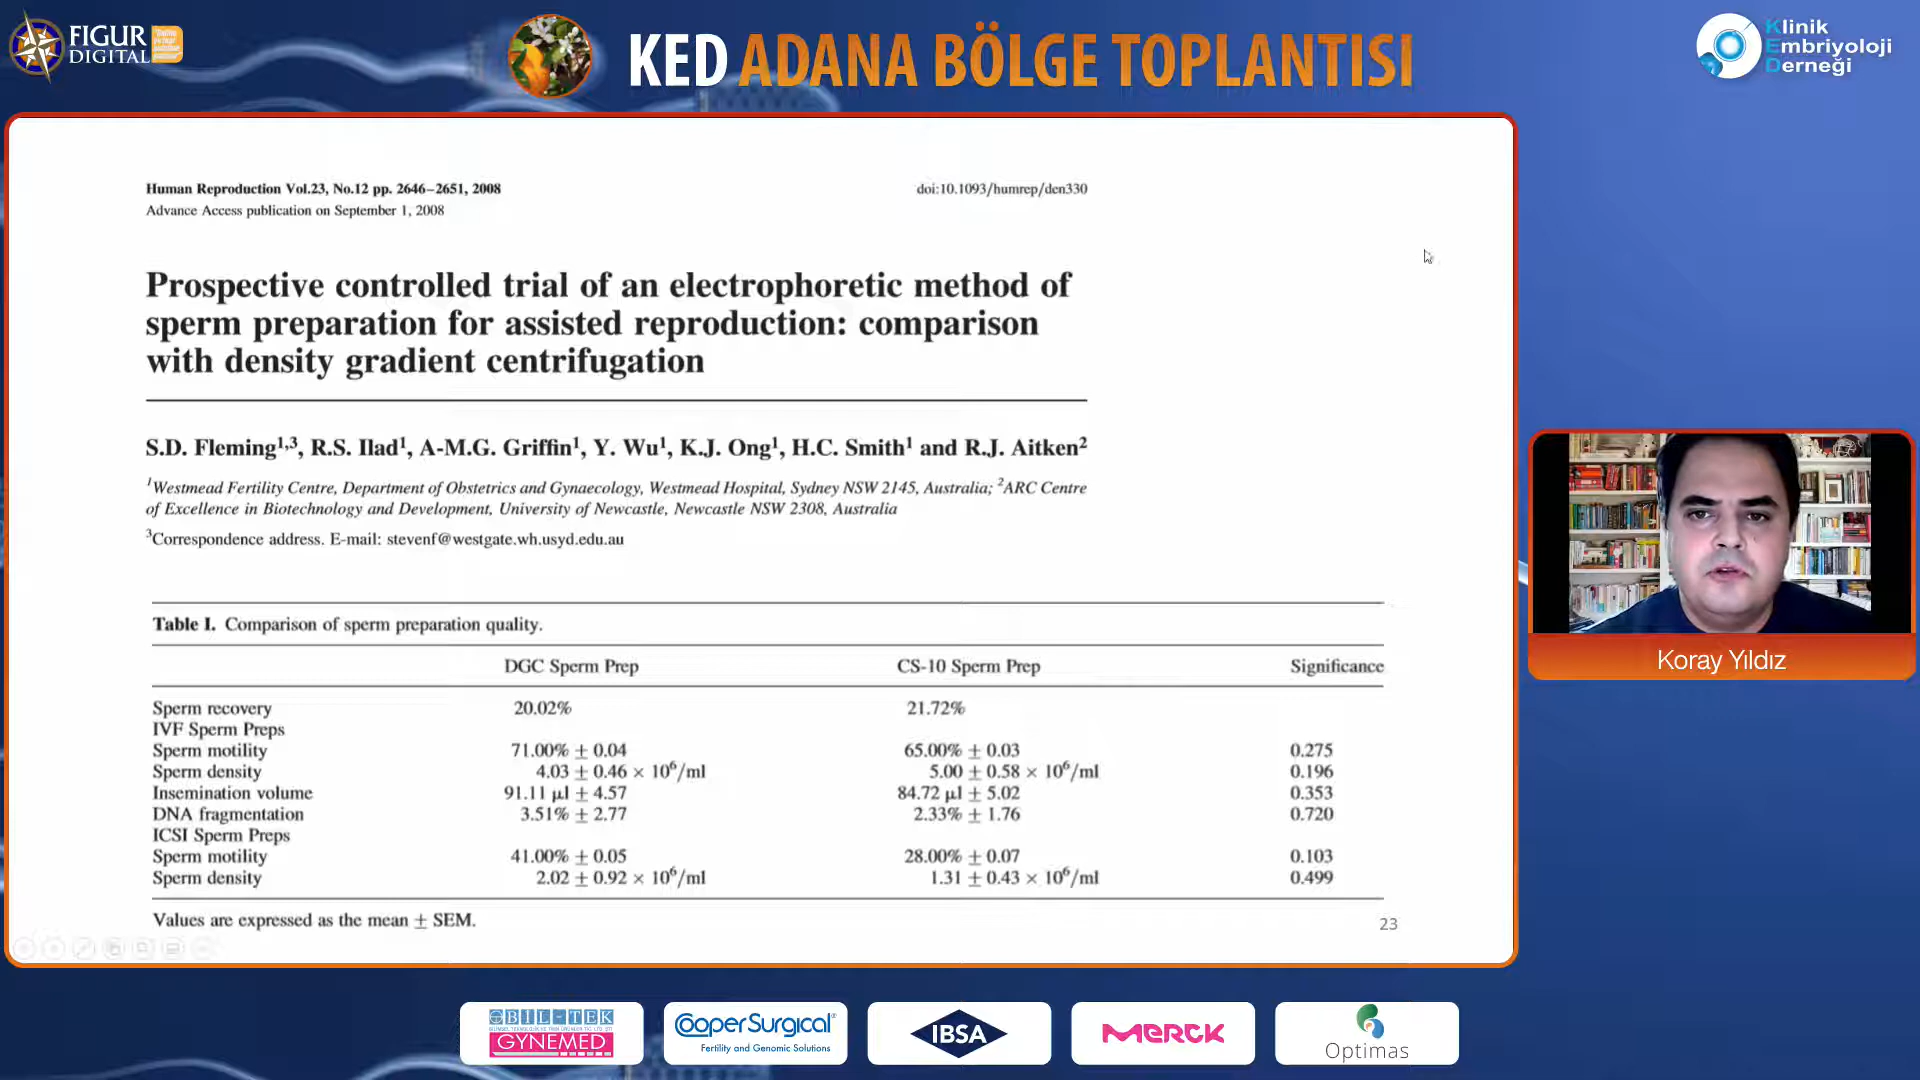 FIGUR
DIGITAL
KED ADANA BÖLGE TOPLANTISI
Klinik
Embriyoloji
Derneği
Human Reproduction Vol.23, No.12 pp. 2646–2651, 2008
doi:10.1093/humrep/den330
Advance Access publication on September 1, 2008
Prospective controlled trial of an electrophoretic method of
sperm preparation for assisted reproduction: comparison
with density gradient centrifugation
S.D. Fleming1,3, R.S. Ilad1, A-M.G. Griffin1, Y. Wu1, K.J. Ong1, H.C. Smith1 and R.J. Aitken2
1Westmead Fertility Centre, Department of Obstetrics and Gynaecology, Westmead Hospital, Sydney NSW 2145, Australia; 2ARC Centre
of Excellence in Biotechnology and Development, University of Newcastle, Newcastle NSW 2308, Australia
3Correspondence address. E-mail: stevenf@westgate.wh.usyd.edu.au
Table I. Comparison of sperm preparation quality.
DGC Sperm Prep CS-10 Sperm Prep Significance
Sperm recovery 20.02% 21.72%
IVF Sperm Preps
Sperm motility 71.00% ± 0.04 65.00% ± 0.03 0.275
Sperm density 4.03 ± 0.46 × 10⁶/ml 5.00 ± 0.58 × 10⁶/ml 0.196
Insemination volume 91.11 μl ± 4.57 84.72 μl ± 5.02 0.353
DNA fragmentation 3.51% ± 2.77 2.33% ± 1.76 0.720
ICSI Sperm Preps
Sperm motility 41.00% ± 0.05 28.00% ± 0.07 0.103
Sperm density 2.02 ± 0.92 × 10⁶/ml 1.31 ± 0.43 × 10⁶/ml 0.499
Values are expressed as the mean ± SEM.
23
Koray Yıldız
BIL-TEK
GYNEMED
CooperSurgical
Fertility and Genomic Solutions
IBSA
MERCK
Optimas